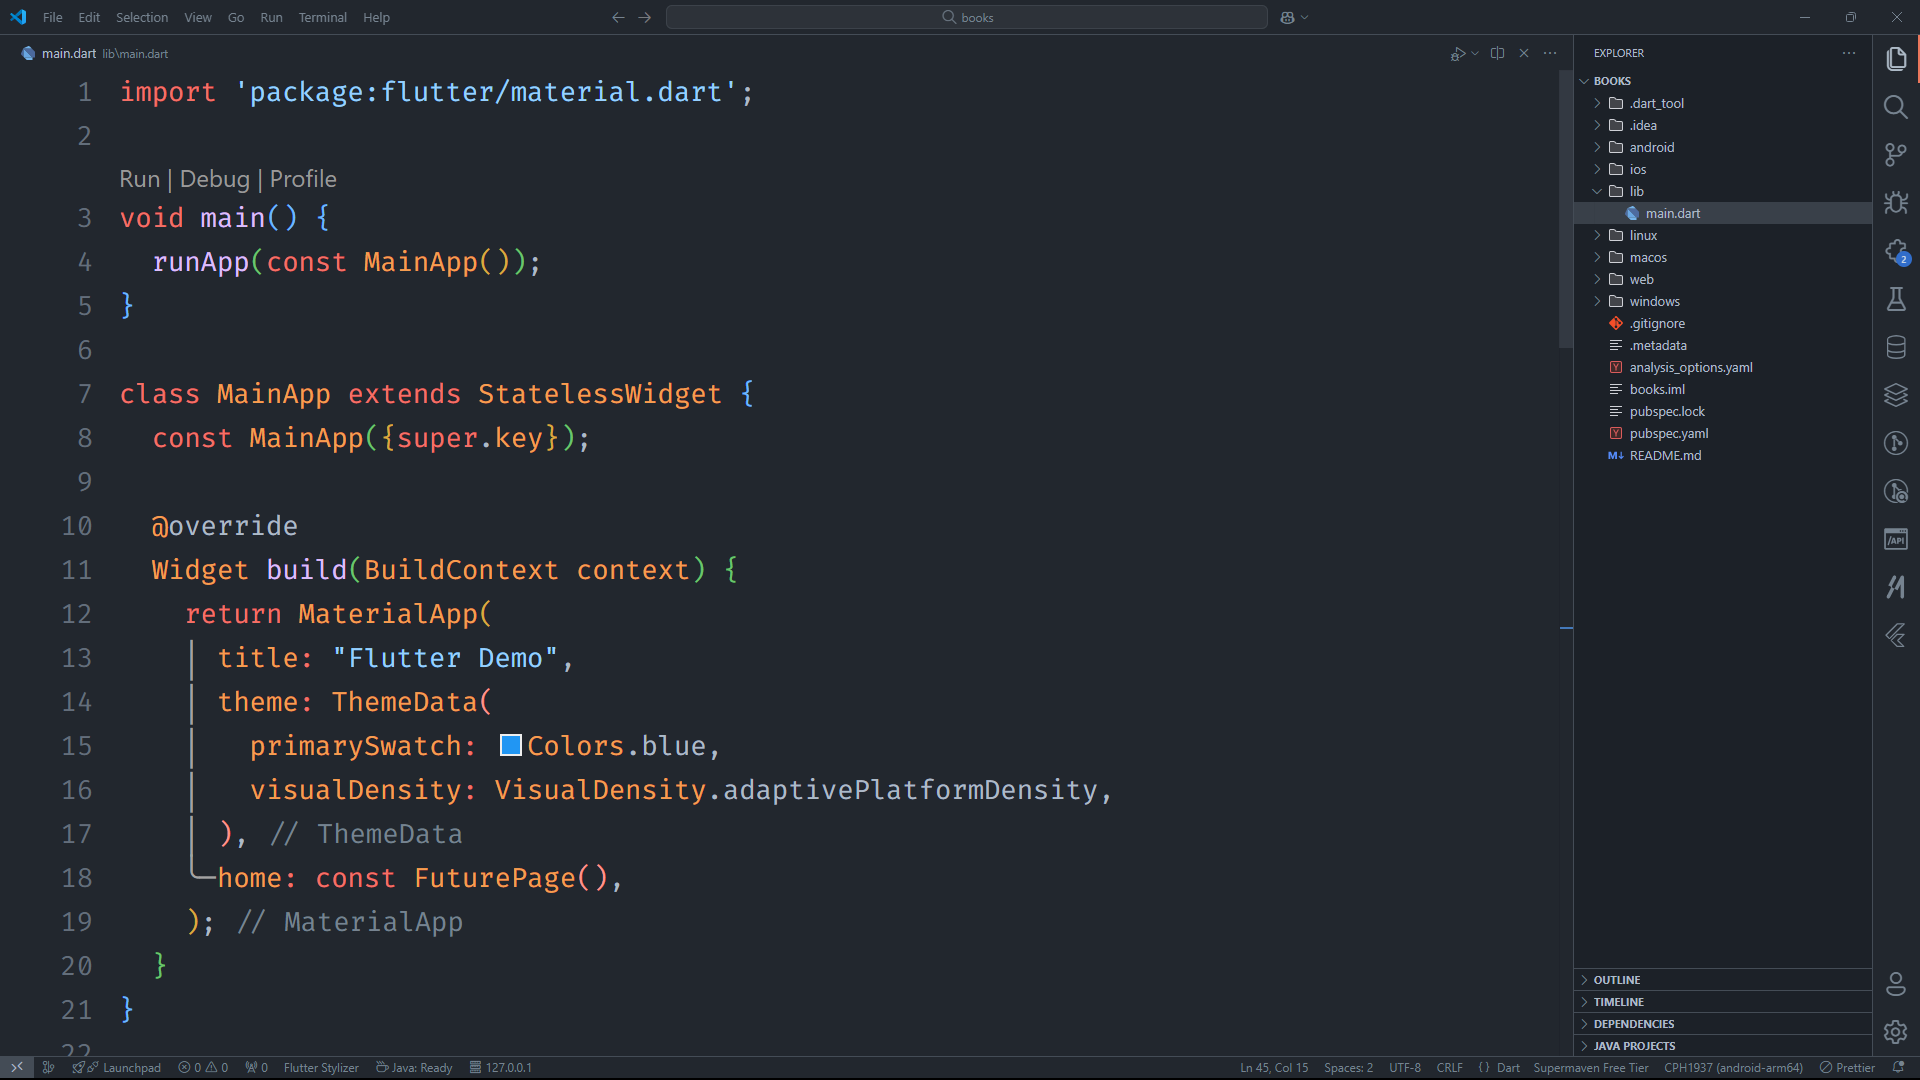 File Edit Selection View Go Run Terminal Help
books
main.dart lib\main.dart
1 import 'package:flutter/material.dart';
2
Run | Debug | Profile
3 void main() {
4 runApp(const MainApp());
5 }
6
7 class MainApp extends StatelessWidget {
8 const MainApp({super.key});
9
10 @override
11 Widget build(BuildContext context) {
12 return MaterialApp(
13 title: "Flutter Demo",
14 theme: ThemeData(
15 primarySwatch: Colors.blue,
16 visualDensity: VisualDensity.adaptivePlatformDensity,
17 ), // ThemeData
18 home: const FuturePage(),
19 ); // MaterialApp
20 }
21 }
22
EXPLORER
BOOKS
.dart_tool
.idea
android
ios
lib
main.dart
linux
macos
web
windows
.gitignore
.metadata
Y analysis_options.yaml
books.iml
pubspec.lock
Y pubspec.yaml
M↓ README.md
OUTLINE
TIMELINE
DEPENDENCIES
JAVA PROJECTS
2
/API
Launchpad 0 0 0 Flutter Stylizer Java: Ready 127.0.0.1
Ln 45, Col 15 Spaces: 2 UTF-8 CRLF { } Dart Supermaven Free Tier CPH1937 (android-arm64) Prettier